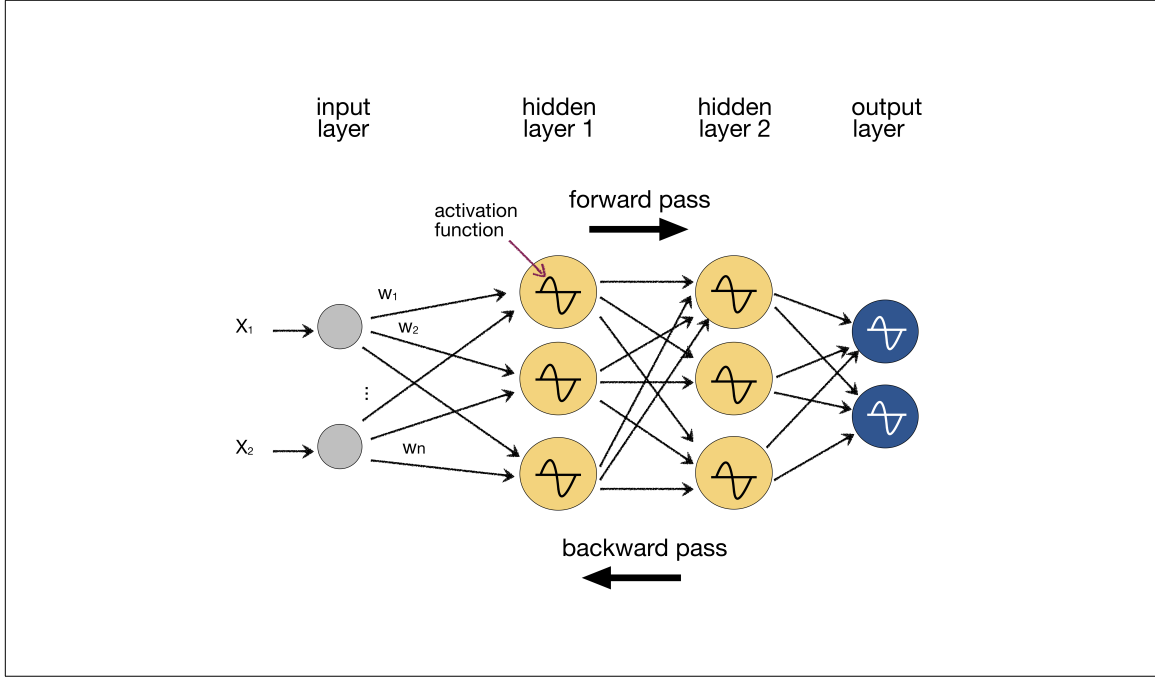 input
layer
hidden
layer 1
hidden
layer 2
output
layer
forward pass
activation
function
w₁
X₁
w₂
...
X₂
wn
backward pass